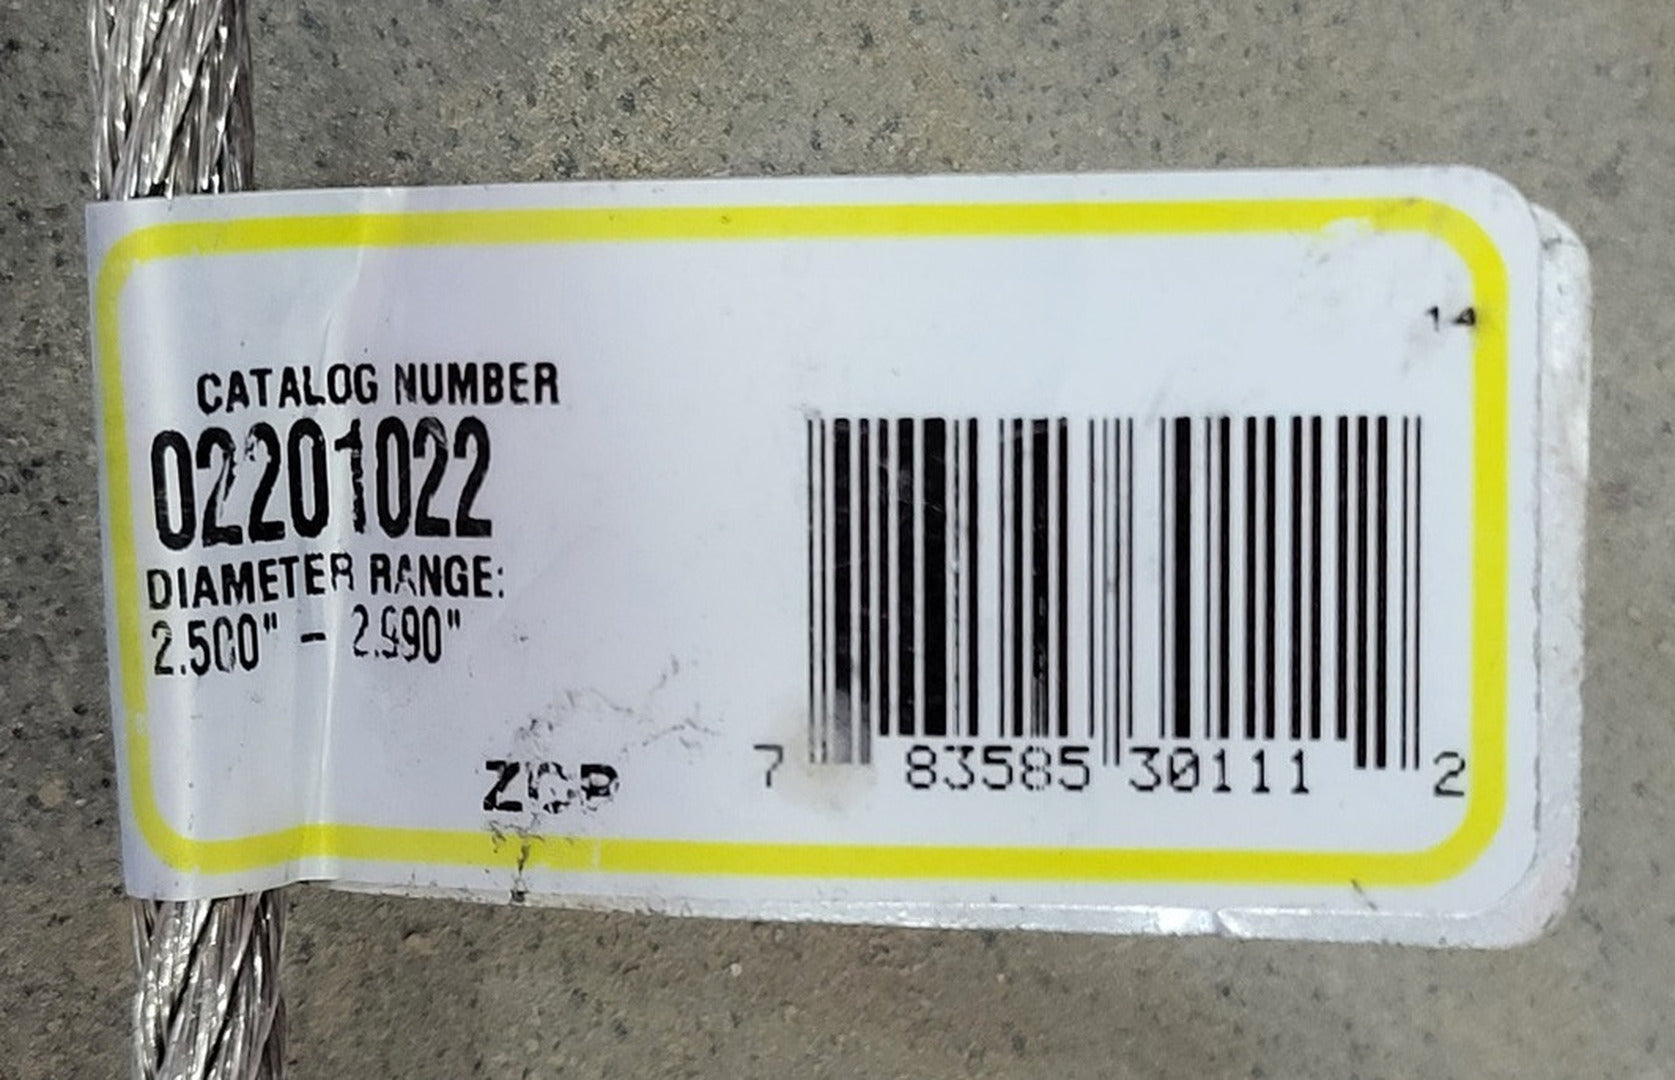 14
CATALOG NUMBER
02201022
DIAMETER RANGE:
2.500" - 2.990"
7 83585 30111 2